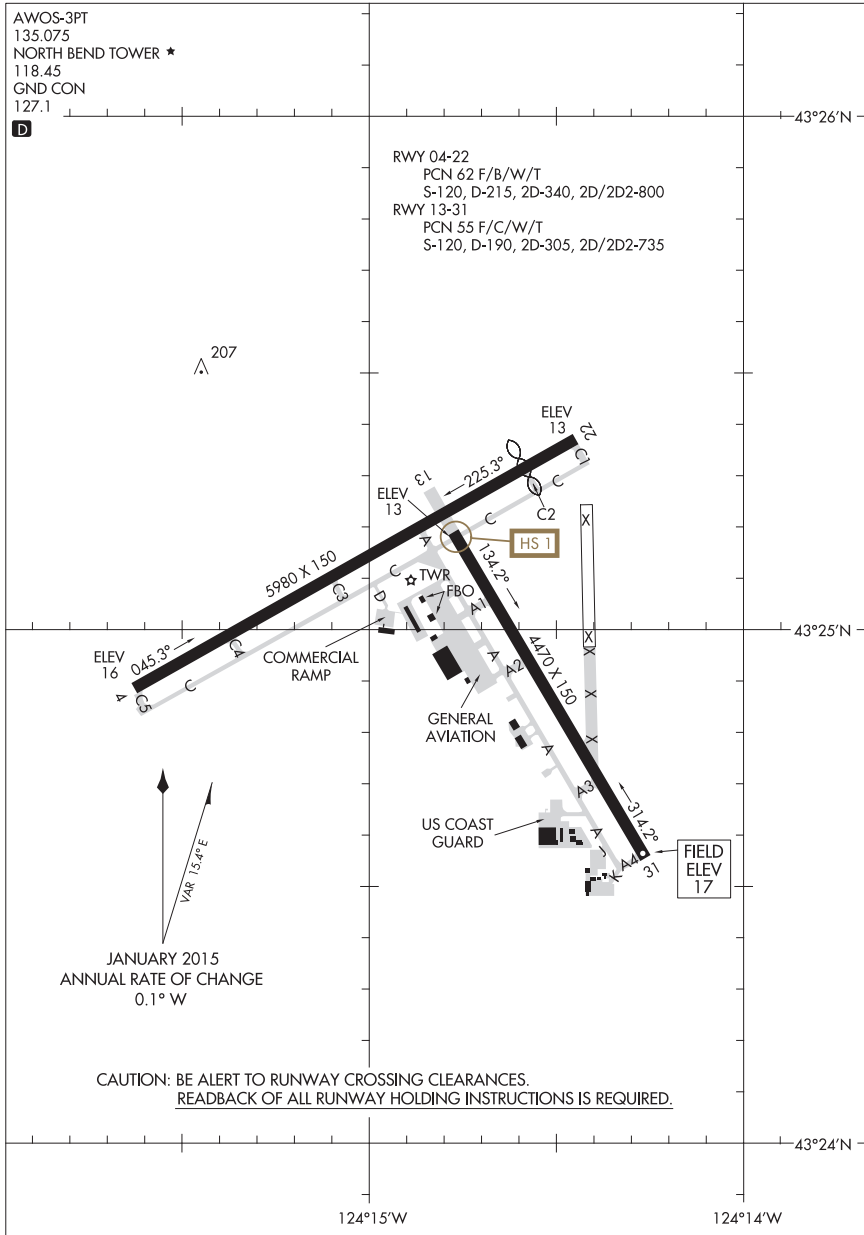 AWOS-3PT
135.075
NORTH BEND TOWER ★
118.45
GND CON
127.1
D
43°26'N
RWY 04-22
PCN 62 F/B/W/T
S-120, D-215, 2D-340, 2D/2D2-800
RWY 13-31
PCN 55 F/C/W/T
S-120, D-190, 2D-305, 2D/2D2-735
207
ELEV
13
22
C1
225.3°
C
13
ELEV
13
C2
C
HS 1
A
134.2°
X
5980 X 150
C
TWR
C3
D
FBO
A1
43°25'N
X
C4
COMMERCIAL
RAMP
045.3°
ELEV
16
4
C5
C
A
A2
4470 X 150
X
X
GENERAL
AVIATION
A
X
A3
314.2°
US COAST
GUARD
A
J
A4
K
31
FIELD
ELEV
17
VAR 15.4° E
JANUARY 2015
ANNUAL RATE OF CHANGE
0.1° W
CAUTION: BE ALERT TO RUNWAY CROSSING CLEARANCES.
READBACK OF ALL RUNWAY HOLDING INSTRUCTIONS IS REQUIRED.
43°24'N
124°15'W
124°14'W